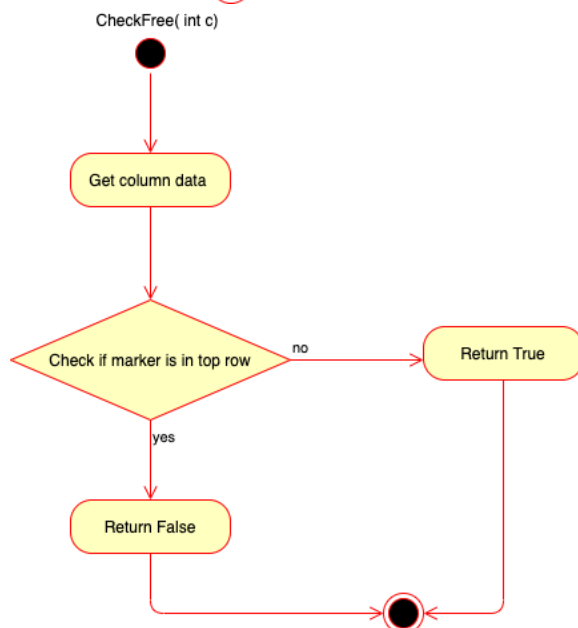 CheckFree( int c)
Get column data
Check if marker is in top row
no
Return True
yes
Return False